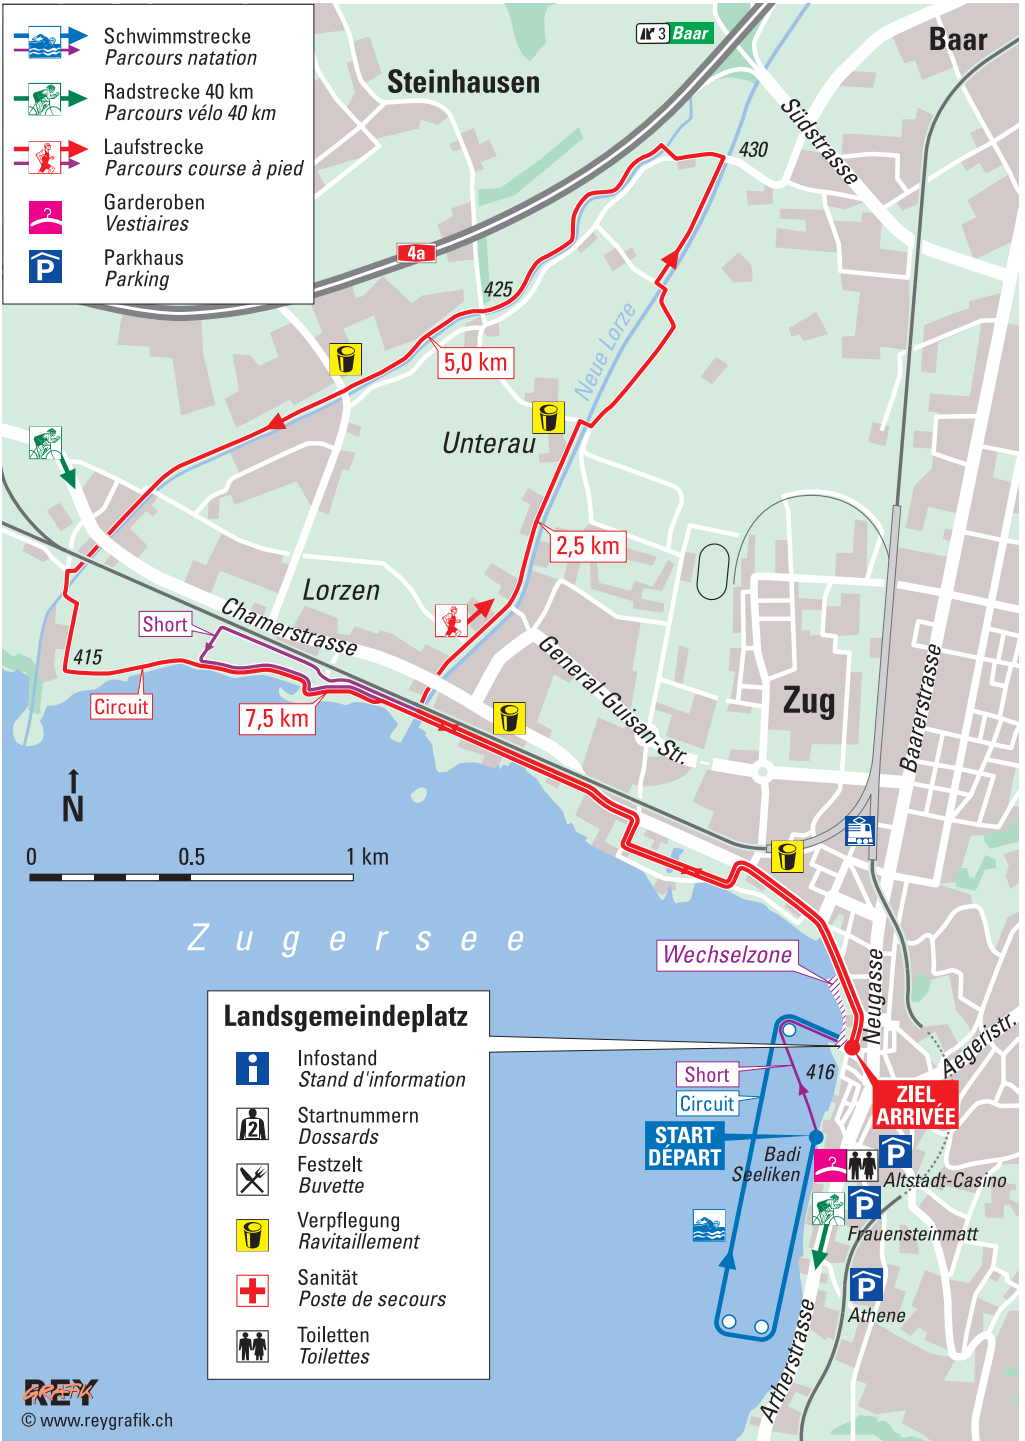 Schwimmstrecke
Parcours natation
Radstrecke 40 km
Parcours vélo 40 km
Laufstrecke
Parcours course à pied
Garderoben
Vestiaires
P
Parkhaus
Parking
3 Baar
Baar
Steinhausen
Südstrasse
430
4a
425
Neue Lorze
5,0 km
Unterau
2,5 km
Lorzen
Chamerstrasse
Short
415
Circuit
7,5 km
General-Guisan-Str.
Zug
Baarerstrasse
N
0 0.5 1 km
Zugersee
Wechselzone
Neugasse
Aegeristr.
Landsgemeindeplatz
i
Infostand
Stand d'information
2
Startnummern
Dossards
Festzelt
Buvette
Verpflegung
Ravitaillement
Sanität
Poste de secours
Toiletten
Toilettes
Short
416
Circuit
ZIEL
ARRIVÉE
START
DÉPART
Badi
Seeliken
P
Altstadt-Casino
P
Frauensteinmatt
P
Athene
Artherstrasse
REY
GRAFIK
© www.reygrafik.ch